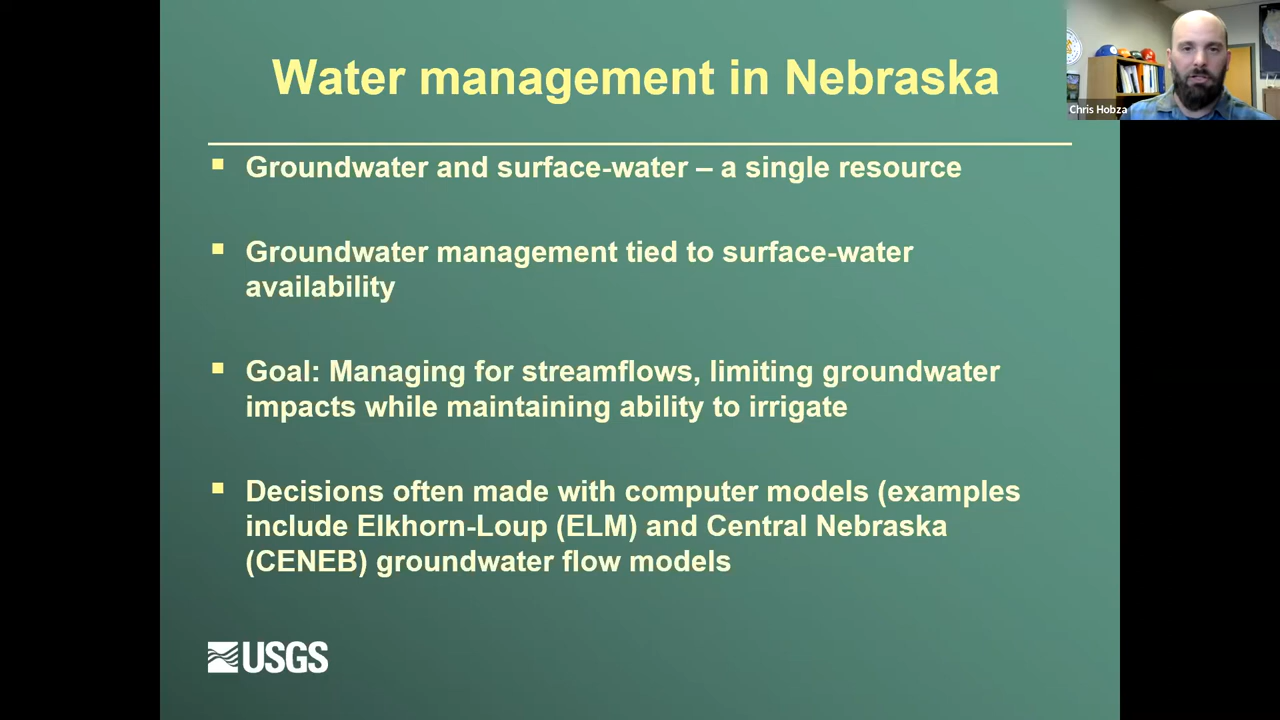 Water management in Nebraska
Chris Hobza
▪ Groundwater and surface-water – a single resource
▪ Groundwater management tied to surface-water
availability
▪ Goal: Managing for streamflows, limiting groundwater
impacts while maintaining ability to irrigate
▪ Decisions often made with computer models (examples
include Elkhorn-Loup (ELM) and Central Nebraska
(CENEB) groundwater flow models
USGS